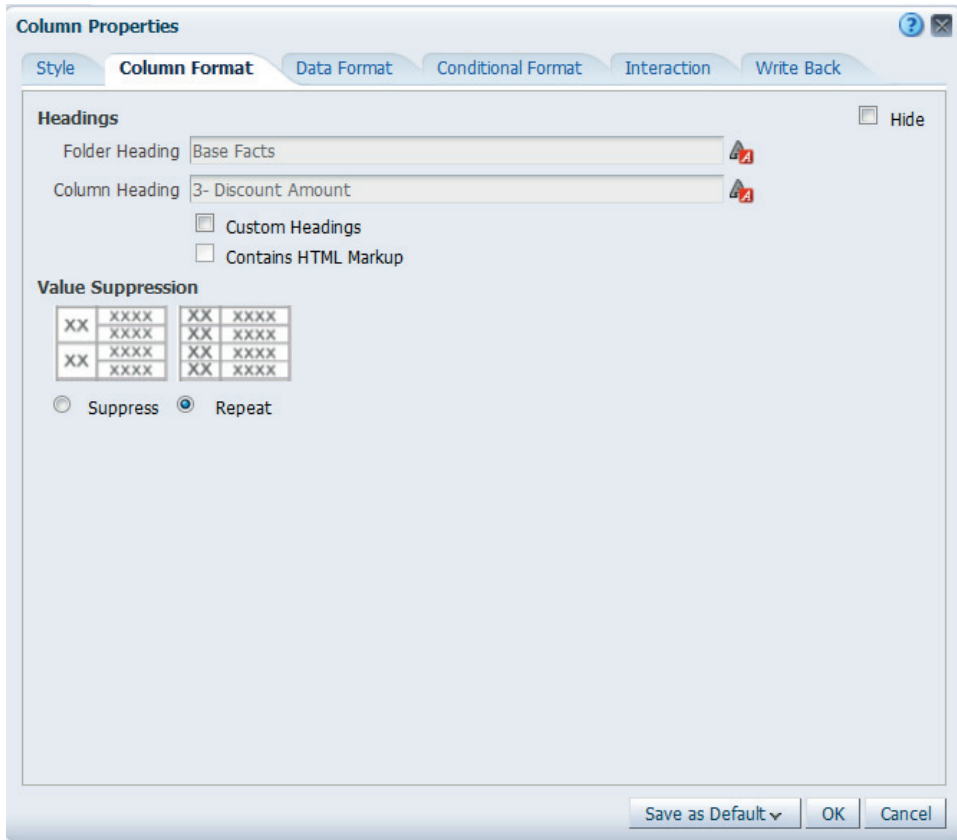 Column Properties
?
Style Column Format Data Format Conditional Format Interaction Write Back
Headings
Hide
Folder Heading Base Facts
A
Column Heading 3- Discount Amount
A
Custom Headings
Contains HTML Markup
Value Suppression
XX XXXX XX XXXX
XXXX XX XXXX
XX XXXX XX XXXX
XXXX XX XXXX
Suppress Repeat
Save as Default OK Cancel